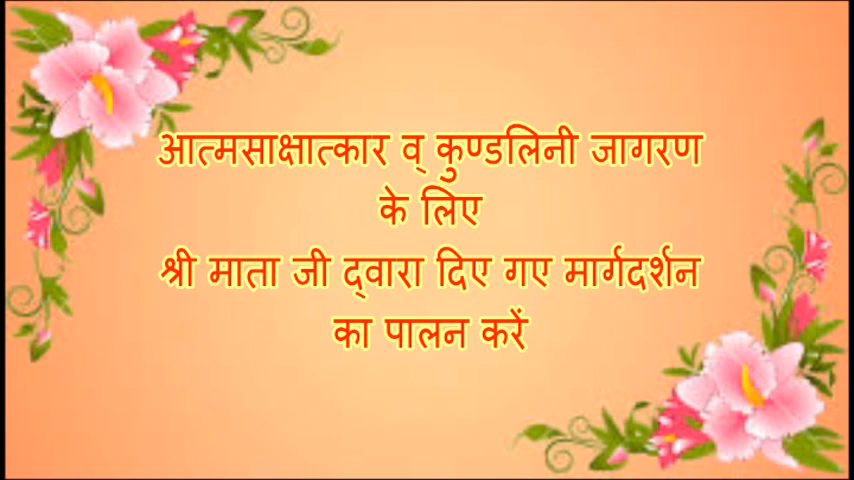 आत्मसाक्षात्कार व् कुण्डलिनी जागरण
के लिए
श्री माता जी द्वारा दिए गए मार्गदर्शन
का पालन करें